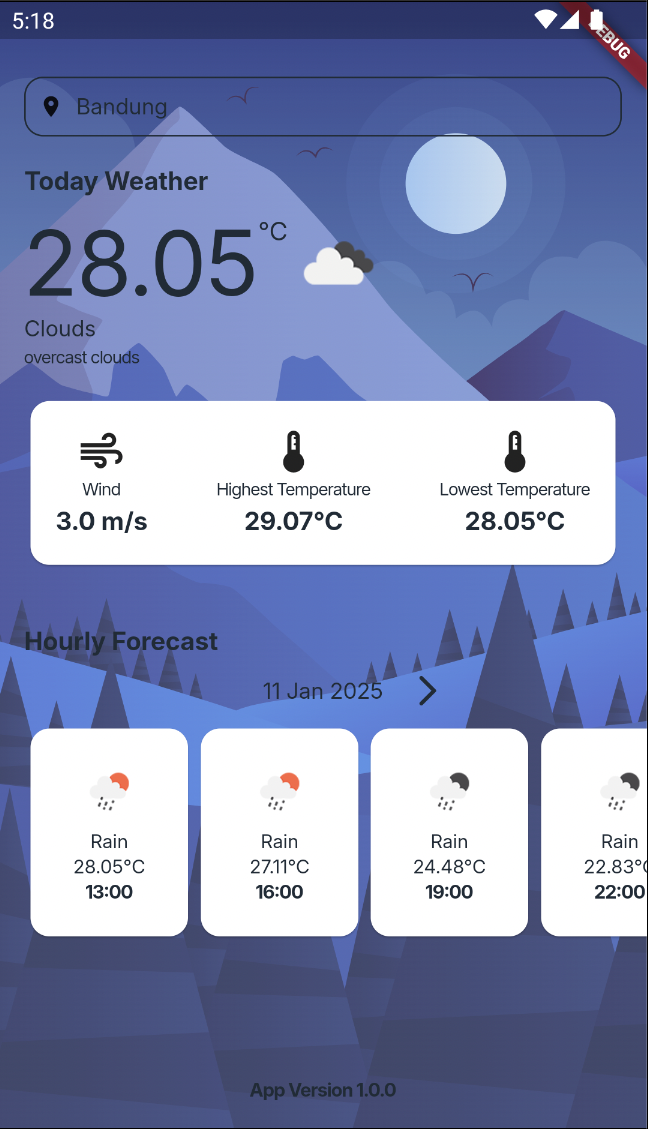 5:18
DEBUG
Bandung
Today Weather
28.05°C
Clouds
overcast clouds
Wind Highest Temperature Lowest Temperature
3.0 m/s 29.07°C 28.05°C
Hourly Forecast
11 Jan 2025
Rain Rain Rain Rain
28.05°C 27.11°C 24.48°C 22.83°C
13:00 16:00 19:00 22:00
App Version 1.0.0